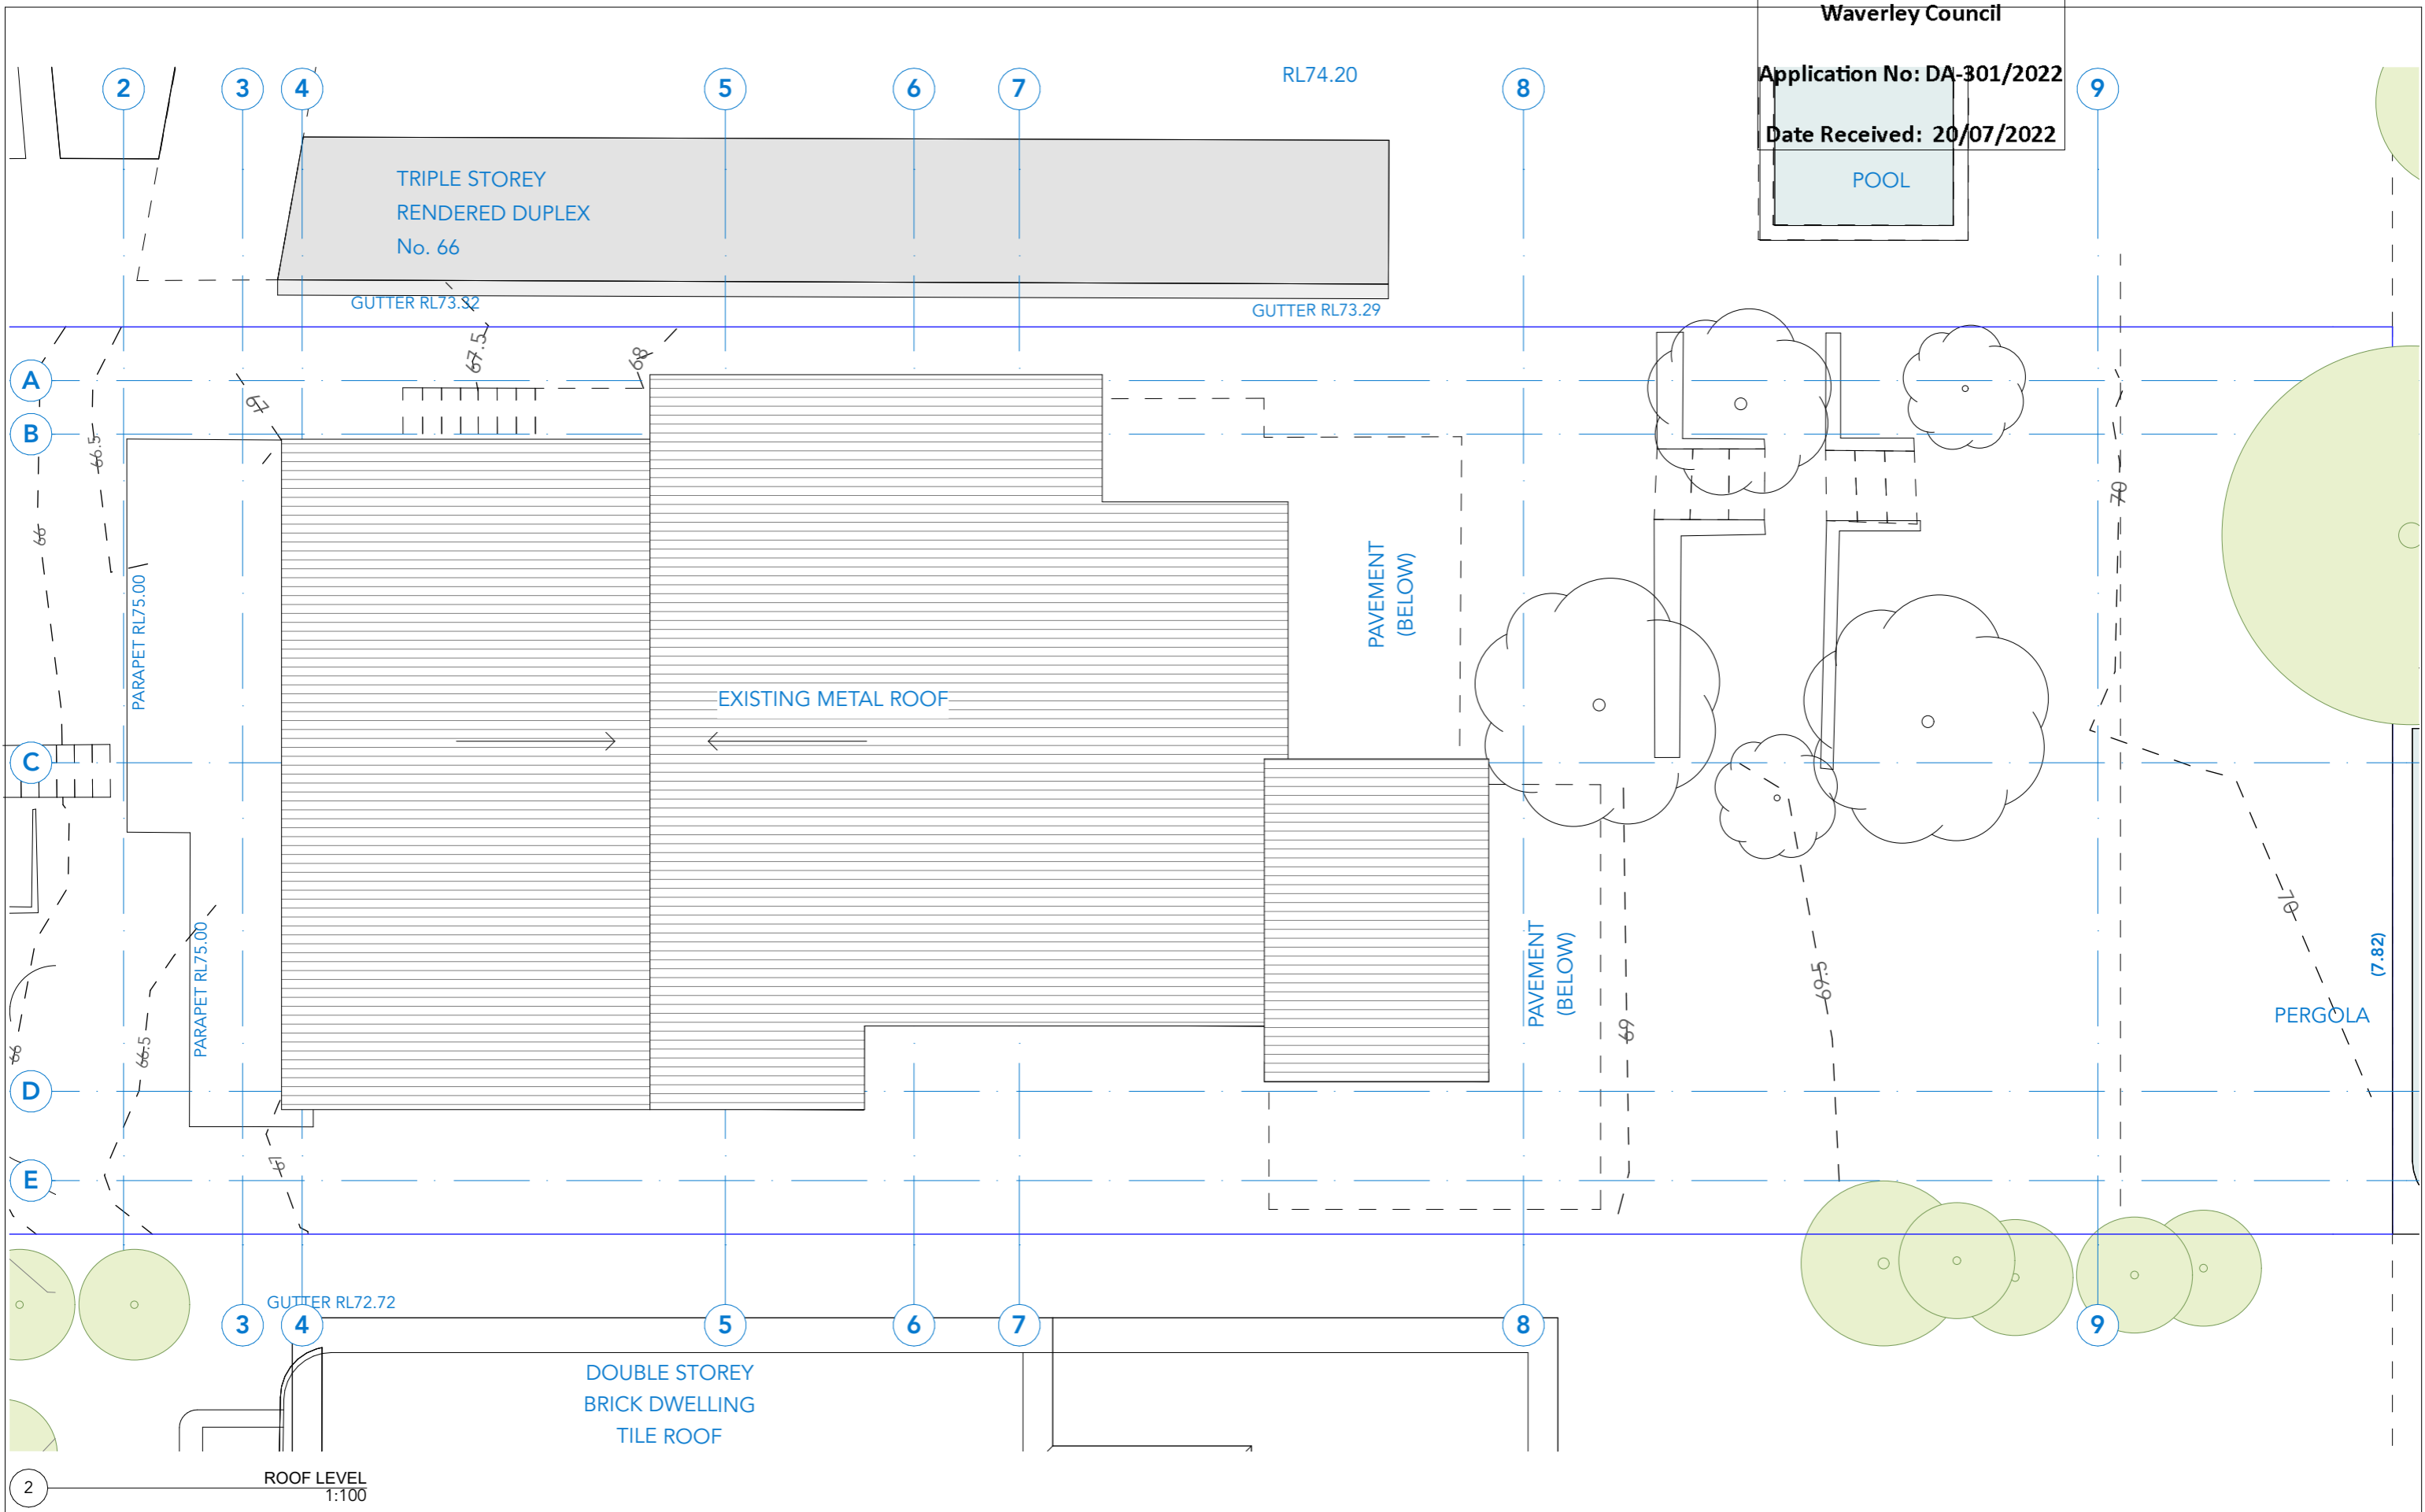 Waverley Council
Application No: DA-301/2022
Date Received: 20/07/2022
RL74.20
2
3
4
5
6
7
8
9
TRIPLE STOREY
RENDERED DUPLEX
No. 66
POOL
GUTTER RL73.32
GUTTER RL73.29
A
B
C
D
E
67.5
68
67
66.5
66
70
PARAPET RL75.00
PAVEMENT
(BELOW)
EXISTING METAL ROOF
PARAPET RL75.00
PAVEMENT
(BELOW)
66
66.5
67
69
69.5
70
(7.82)
PERGOLA
GUTTER RL72.72
3
4
5
6
7
8
9
DOUBLE STOREY
BRICK DWELLING
TILE ROOF
2
ROOF LEVEL
1:100